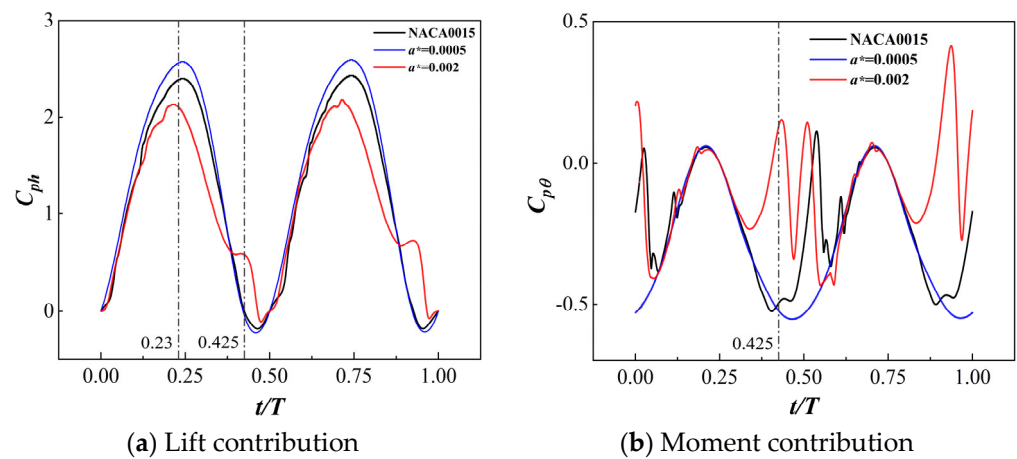 3
2
1
0
C_ph
NACA0015
a*=0.0005
a*=0.002
0.23
0.425
0.00
0.25
0.50
0.75
1.00
t/T
(a) Lift contribution
0.5
0.0
-0.5
C_pθ
NACA0015
a*=0.0005
a*=0.002
0.425
0.00
0.25
0.50
0.75
1.00
t/T
(b) Moment contribution